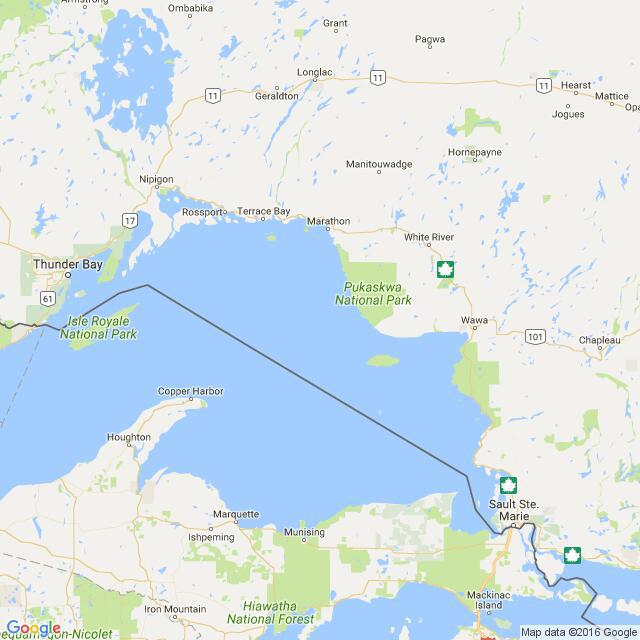 Armstrong
Ombabika
Grant
Pagwa
Longlac
11
11
11
Geraldton
Hearst
Mattice
Opa
Jogues
Hornepayne
Manitouwadge
Nipigon
Rossport
Terrace Bay
Marathon
17
White River
Thunder Bay
61
Pukaskwa
National Park
Isle Royale
National Park
Wawa
101
Chapleau
Copper Harbor
Houghton
Marquette
Ishpeming
Munising
Sault Ste.
Marie
Mackinac
Island
Iron Mountain
Hiawatha
National Forest
equamegon-Nicolet
Google
Map data ©2016 Google